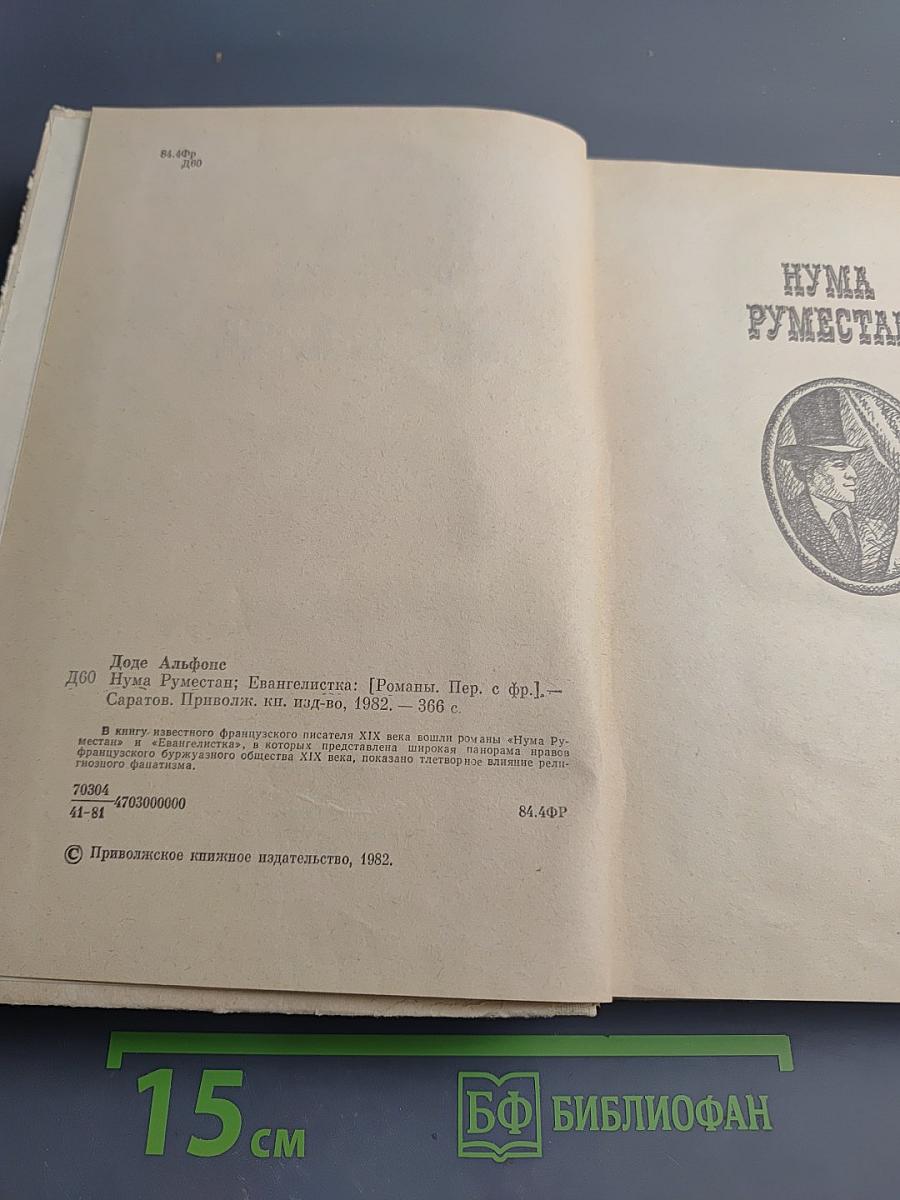 84.4Фр
Д60
Доде Альфонс
Д60 Нума Руместан; Евангелистка: [Романы. Пер. с фр.].—
Саратов. Приволж. кн. изд-во, 1982. — 366 с.
В книгу известного французского писателя XIX века вошли романы «Нума Ру-
местан» и «Евангелистка», в которых представлена широкая панорама нравов
французского буржуазного общества XIX века, показано тлетворное влияние рели-
гиозного фанатизма.
70304
41-81
4703000000
84.4ФР
© Приволжское книжное издательство, 1982.
НУМА
РУМЕСТАН
15 см
БФ БИБЛИОФАН